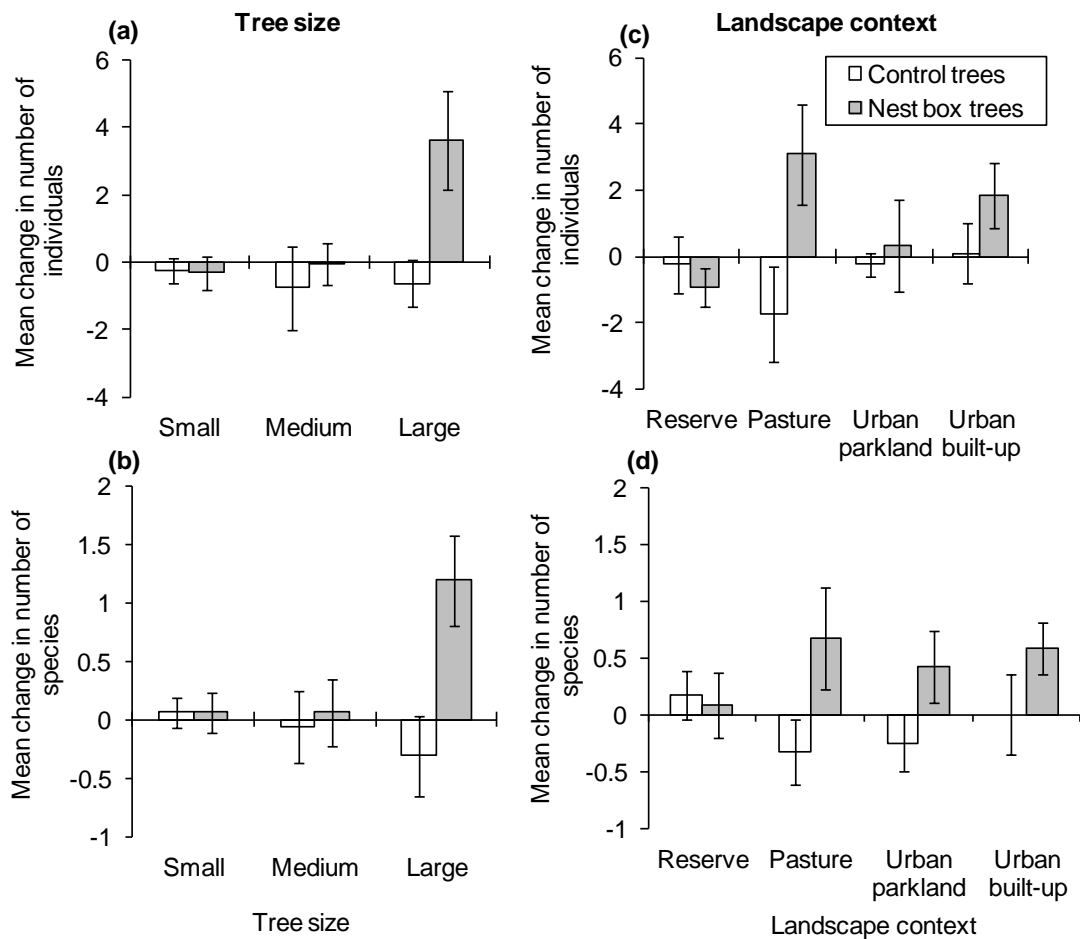 (a)
Tree size
6
4
2
0
-2
-4
Mean change in number of
individuals
Small
Medium
Large
(c)
Landscape context
Control trees
Nest box trees
6
4
2
0
-2
-4
Mean change in number of
individuals
Reserve
Pasture
Urban
parkland
Urban
built-up
(b)
2
1.5
1
0.5
0
-0.5
-1
Mean change in number of
species
Small
Medium
Large
Tree size
(d)
2
1.5
1
0.5
0
-0.5
-1
Mean change in number of
species
Reserve
Pasture
Urban
parkland
Urban
built-up
Landscape context